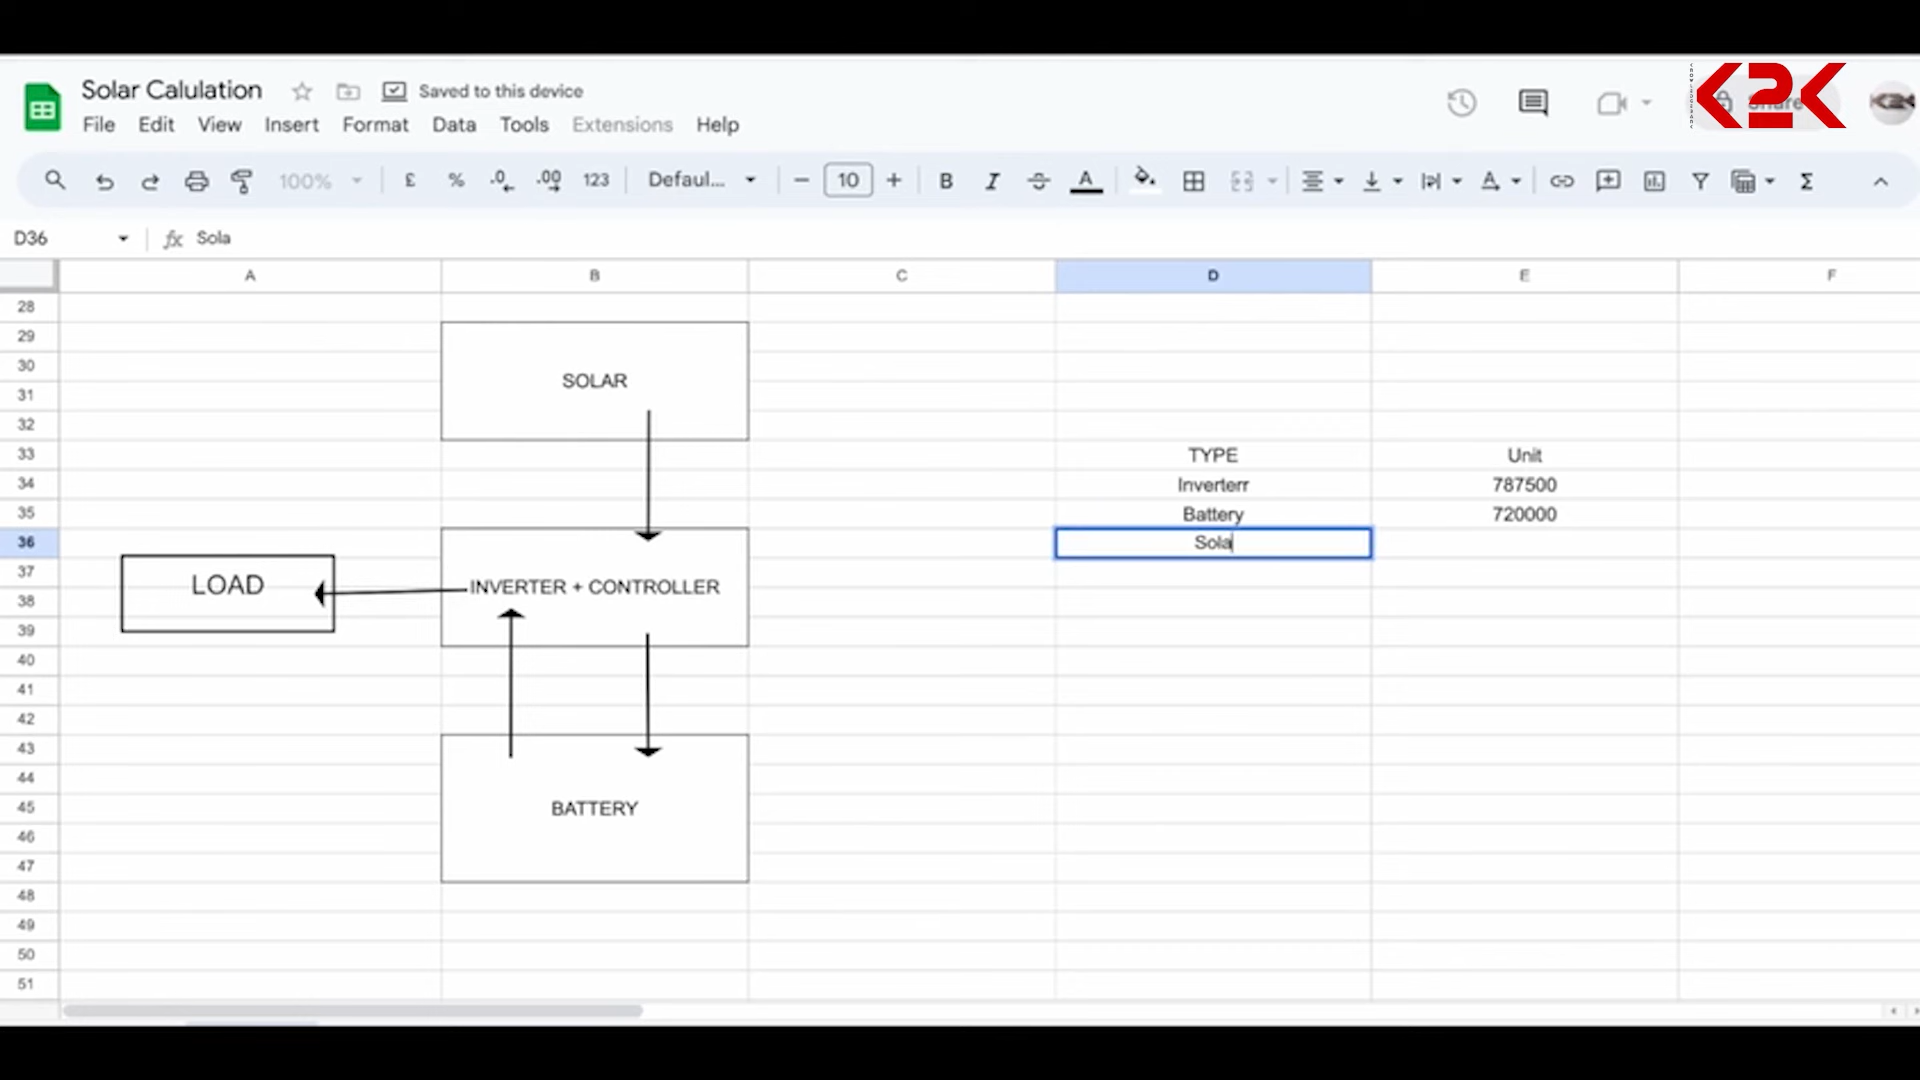 Solar Calulation
Saved to this device
K2K
Share
File Edit View Insert Format Data Tools Extensions Help
100% £ % .0 .00 123 Defaul... − 10 + B I A
D36 fx Sola
A B C D E F
28
29
30
31
32
33
34
35
36
37
38
39
40
41
42
43
44
45
46
47
48
49
50
51
SOLAR
TYPE Unit
Inverterr 787500
Battery 720000
Sola
LOAD
INVERTER + CONTROLLER
BATTERY